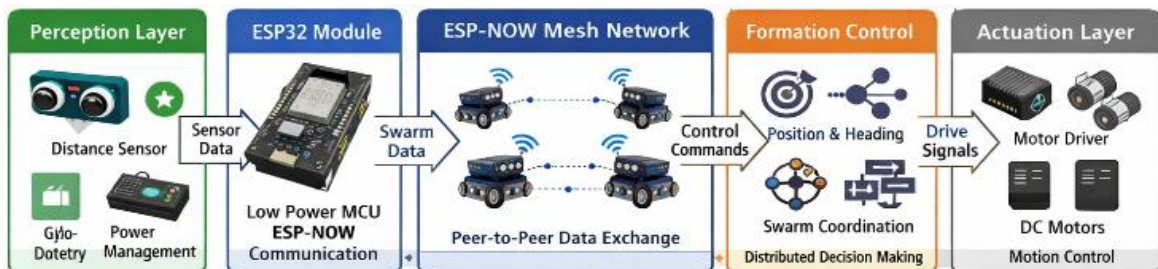 Perception Layer
Distance Sensor
Power
Management
Sensor
Data
ESP32 Module
Low Power MCU
ESP-NOW
Communication
Swarm
Data
ESP-NOW Mesh Network
Peer-to-Peer Data Exchange
Control
Commands
Formation Control
Position & Heading
Swarm Coordination
Distributed Decision Making
Drive
Signals
Actuation Layer
Motor Driver
DC Motors
Motion Control